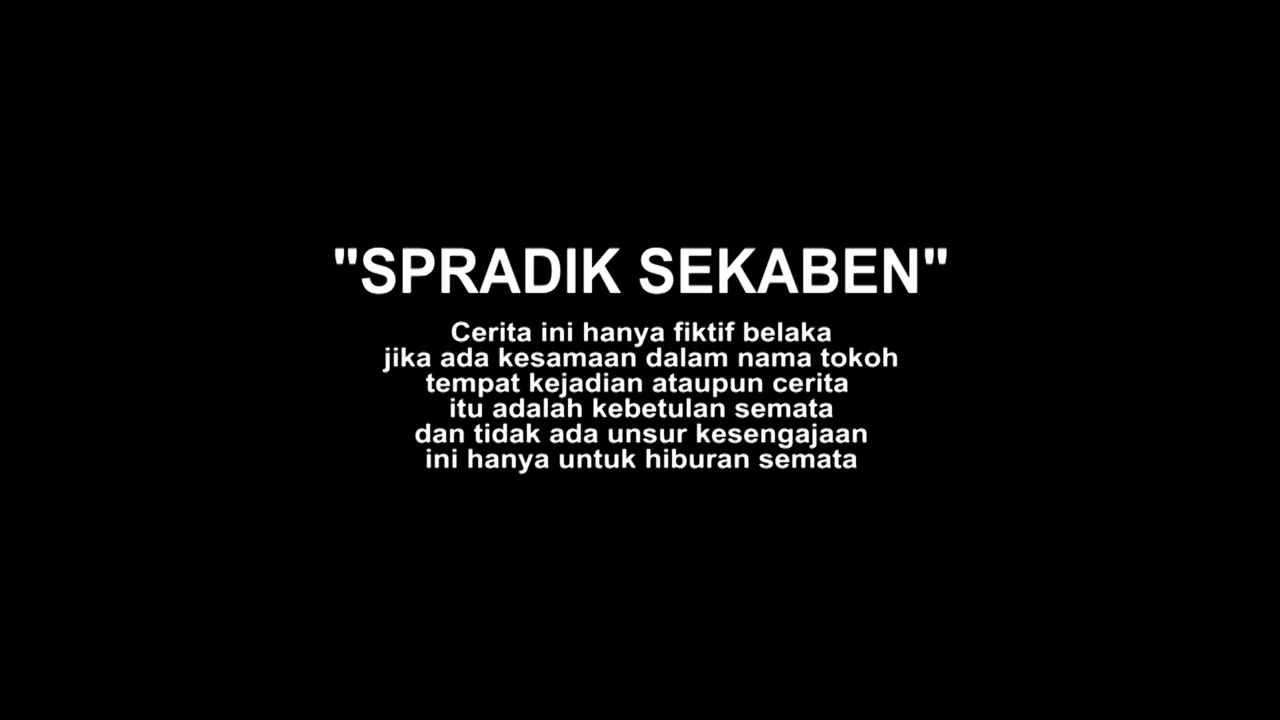 "SPRADIK SEKABEN"
Cerita ini hanya fiktif belaka
jika ada kesamaan dalam nama tokoh
tempat kejadian ataupun cerita
itu adalah kebetulan semata
dan tidak ada unsur kesengajaan
ini hanya untuk hiburan semata